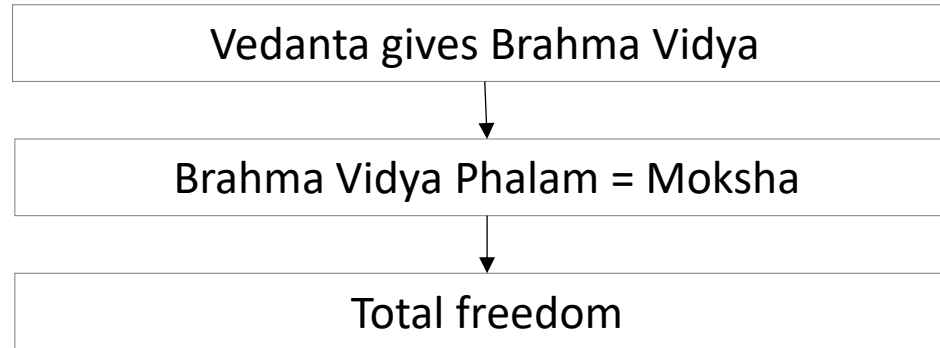 Vedanta gives Brahma Vidya
Brahma Vidya Phalam = Moksha
Total freedom